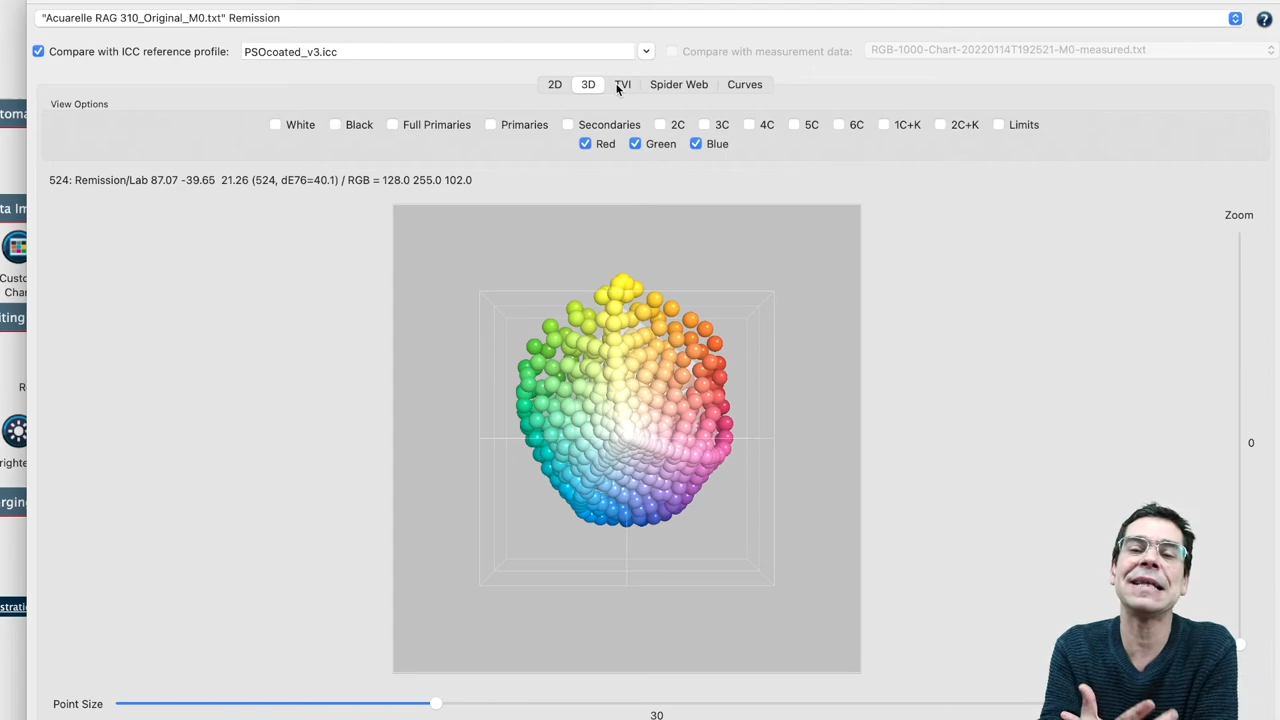 "Acuarelle RAG 310_Original_M0.txt" Remission
?
Compare with ICC reference profile: PSOcoated_v3.icc Compare with measurement data: RGB-1000-Chart-20220114T192521-M0-measured.txt
2D 3D TVI Spider Web Curves
View Options
White Black Full Primaries Primaries Secondaries 2C 3C 4C 5C 6C 1C+K 2C+K Limits
Red Green Blue
524: Remission/Lab 87.07 -39.65 21.26 (524, dE76=40.1) / RGB = 128.0 255.0 102.0
Zoom
0
Point Size
30